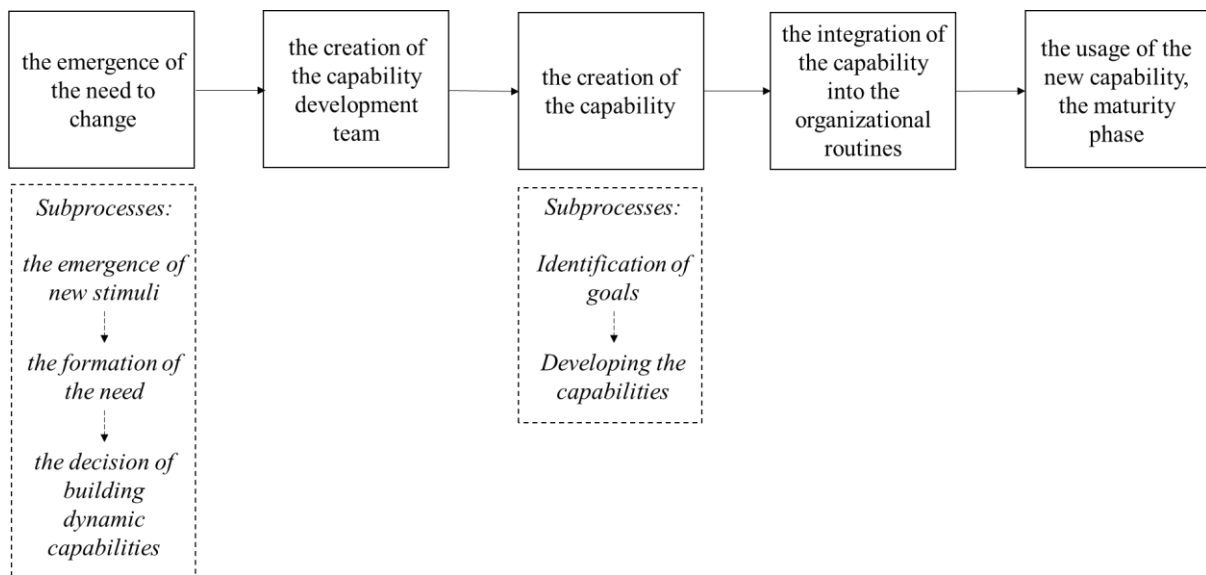 the emergence of
the need to
change
the creation of
the capability
development
team
the creation of
the capability
the integration of
the capability
into the
organizational
routines
the usage of the
new capability,
the maturity
phase
Subprocesses:
the emergence of
new stimuli
the formation of
the need
the decision of
building
dynamic
capabilities
Subprocesses:
Identification of
goals
Developing the
capabilities